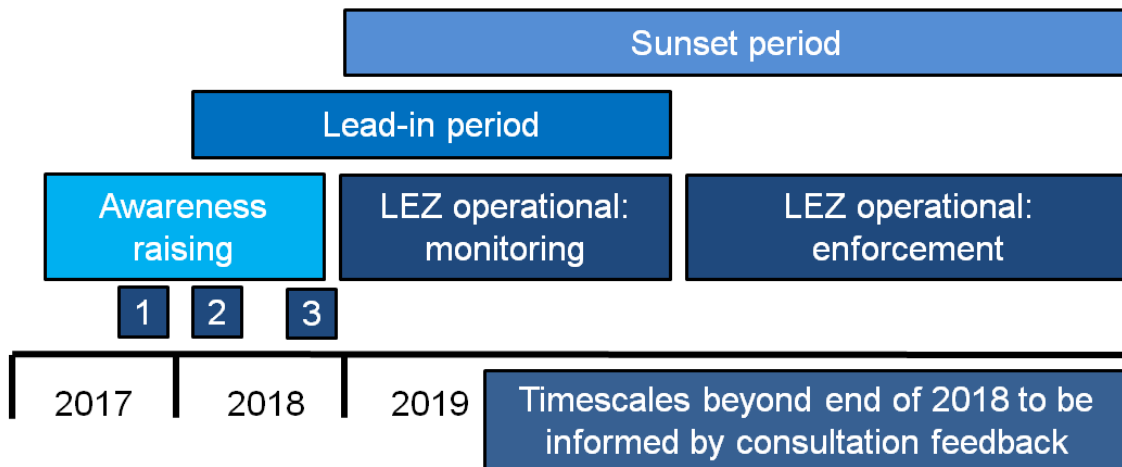 Sunset period
Lead-in period
Awareness
raising
LEZ operational:
monitoring
LEZ operational:
enforcement
1
2
3
2017
2018
2019
Timescales beyond end of 2018 to be
informed by consultation feedback